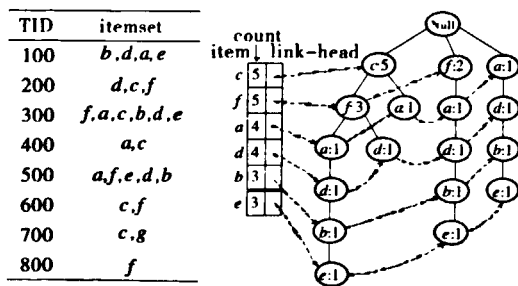 TID itemset
100 b,d,a,e
200 d,c,f
300 f,a,c,b,d,e
400 a,c
500 a,f,e,d,b
600 c,f
700 c,g
800 f
count
item link-head
c 5
f 5
a 4
d 4
b 3
e 3
Null
c:5 f:2 a:1
f:3 a:1 a:1 d:1
a:1 d:1 d:1 b:1
d:1 b:1 e:1
b:1 e:1
e:1